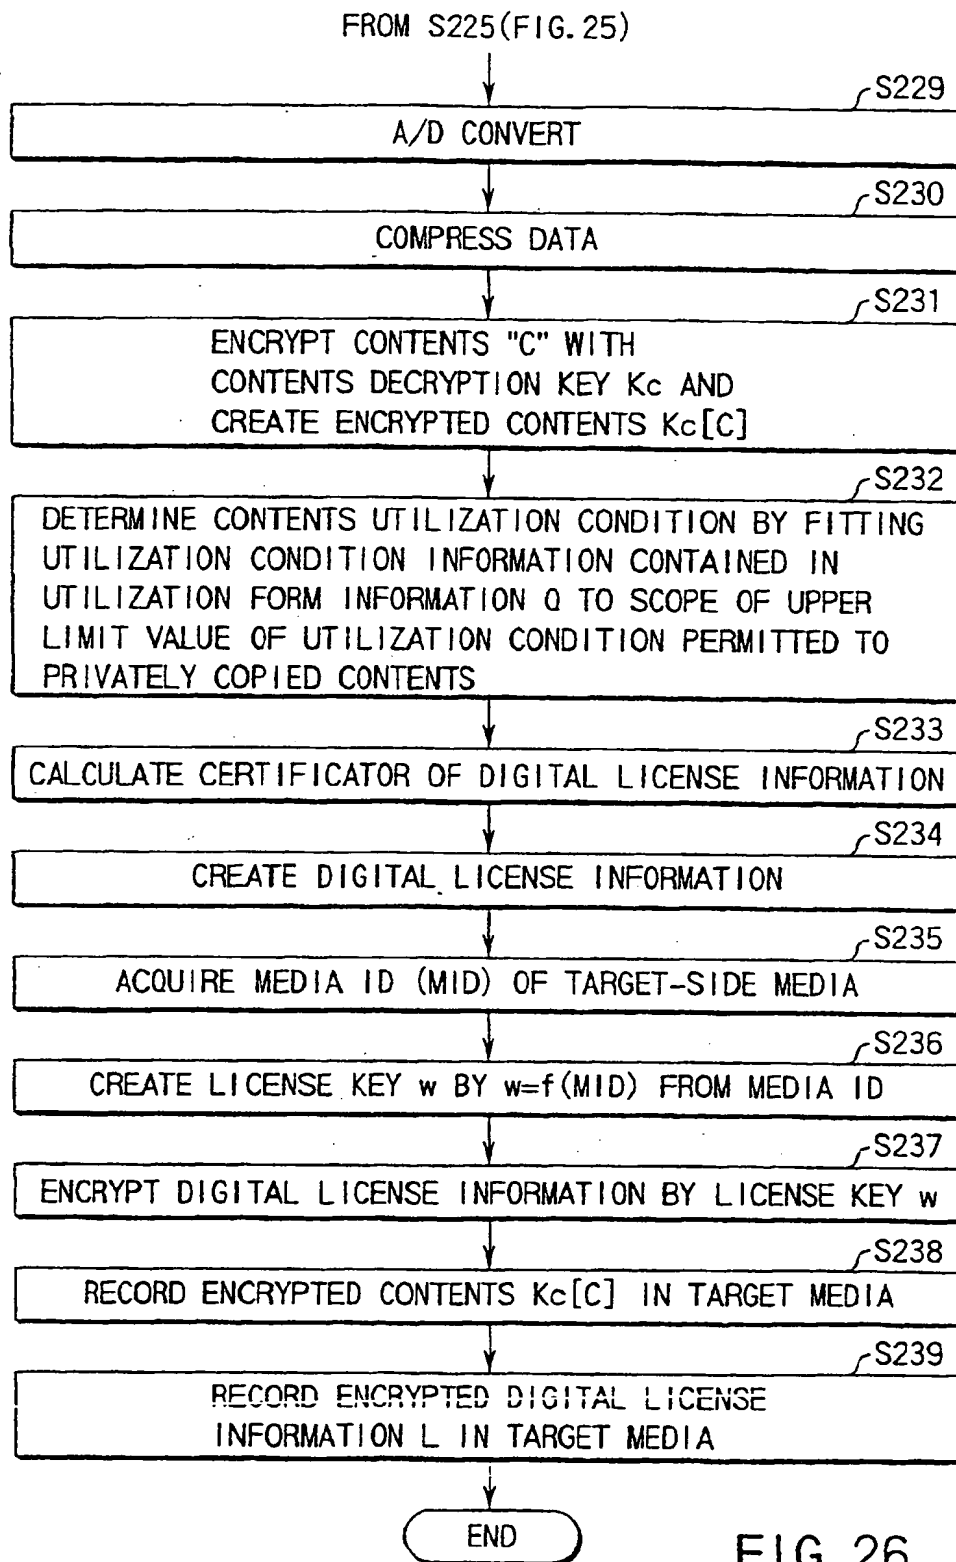 FROM S225(FIG.25)
S229
A/D CONVERT
S230
COMPRESS DATA
S231
ENCRYPT CONTENTS "C" WITH
CONTENTS DECRYPTION KEY Kc AND
CREATE ENCRYPTED CONTENTS Kc[C]
S232
DETERMINE CONTENTS UTILIZATION CONDITION BY FITTING
UTILIZATION CONDITION INFORMATION CONTAINED IN
UTILIZATION FORM INFORMATION Q TO SCOPE OF UPPER
LIMIT VALUE OF UTILIZATION CONDITION PERMITTED TO
PRIVATELY COPIED CONTENTS
S233
CALCULATE CERTIFICATOR OF DIGITAL LICENSE INFORMATION
S234
CREATE DIGITAL LICENSE INFORMATION
S235
ACQUIRE MEDIA ID (MID) OF TARGET-SIDE MEDIA
S236
CREATE LICENSE KEY w BY w=f(MID) FROM MEDIA ID
S237
ENCRYPT DIGITAL LICENSE INFORMATION BY LICENSE KEY w
S238
RECORD ENCRYPTED CONTENTS Kc[C] IN TARGET MEDIA
S239
RECORD ENCRYPTED DIGITAL LICENSE
INFORMATION L IN TARGET MEDIA
END
FIG.26